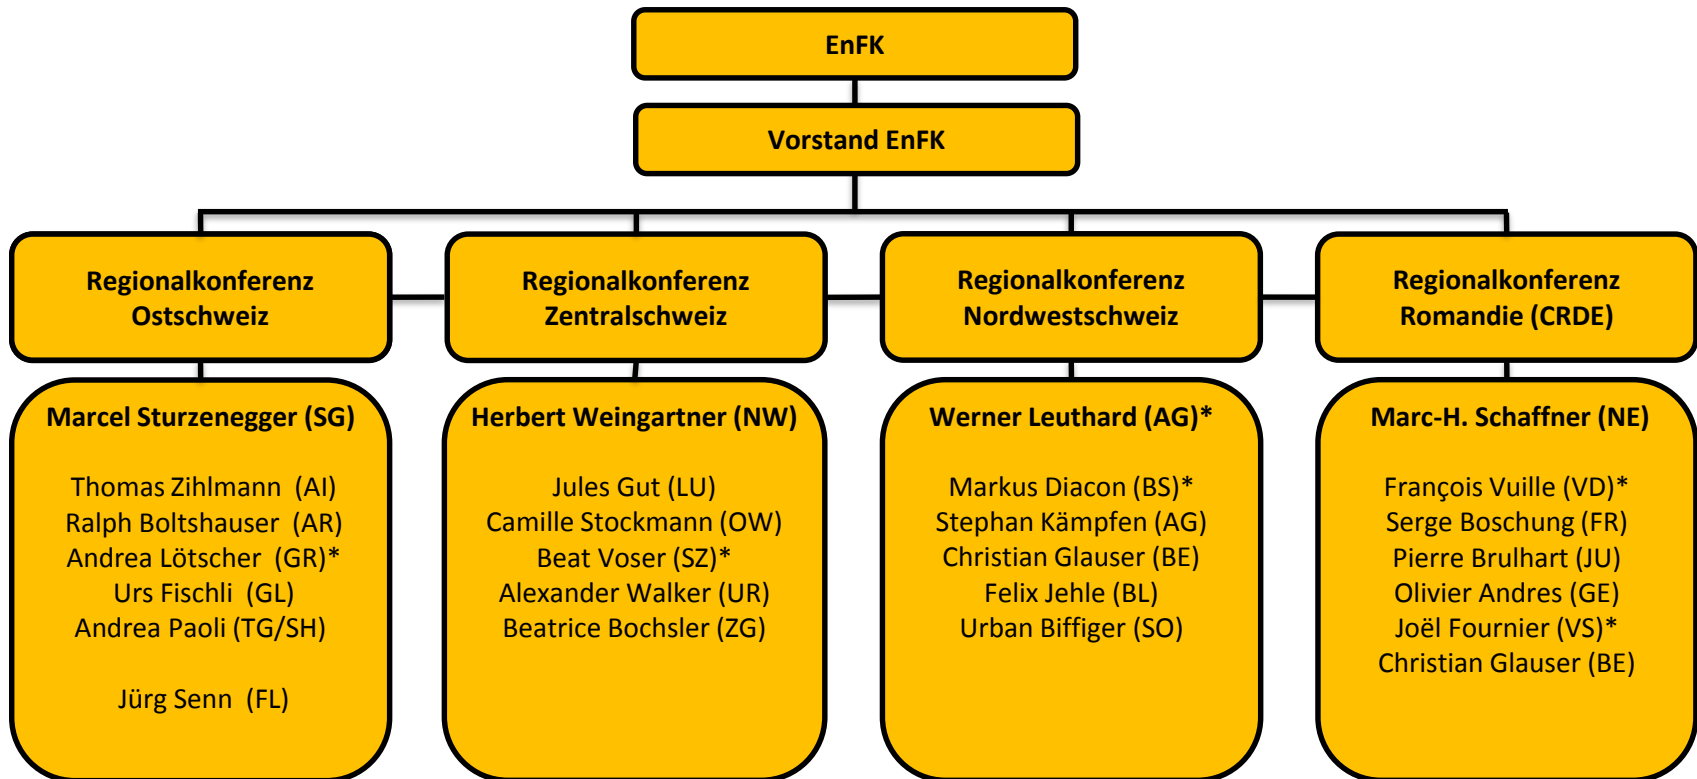 EnFK
Vorstand EnFK
Regionalkonferenz
Ostschweiz
Regionalkonferenz
Zentralschweiz
Regionalkonferenz
Nordwestschweiz
Regionalkonferenz
Romandie (CRDE)
Marcel Sturzenegger (SG)
Thomas Zihlmann (AI)
Ralph Boltshauser (AR)
Andrea Lötscher (GR)*
Urs Fischli (GL)
Andrea Paoli (TG/SH)
Jürg Senn (FL)
Herbert Weingartner (NW)
Jules Gut (LU)
Camille Stockmann (OW)
Beat Voser (SZ)*
Alexander Walker (UR)
Beatrice Bochsler (ZG)
Werner Leuthard (AG)*
Markus Diacon (BS)*
Stephan Kämpfen (AG)
Christian Glauser (BE)
Felix Jehle (BL)
Urban Biffiger (SO)
Marc-H. Schaffner (NE)
François Vuille (VD)*
Serge Boschung (FR)
Pierre Brulhart (JU)
Olivier Andres (GE)
Joël Fournier (VS)*
Christian Glauser (BE)